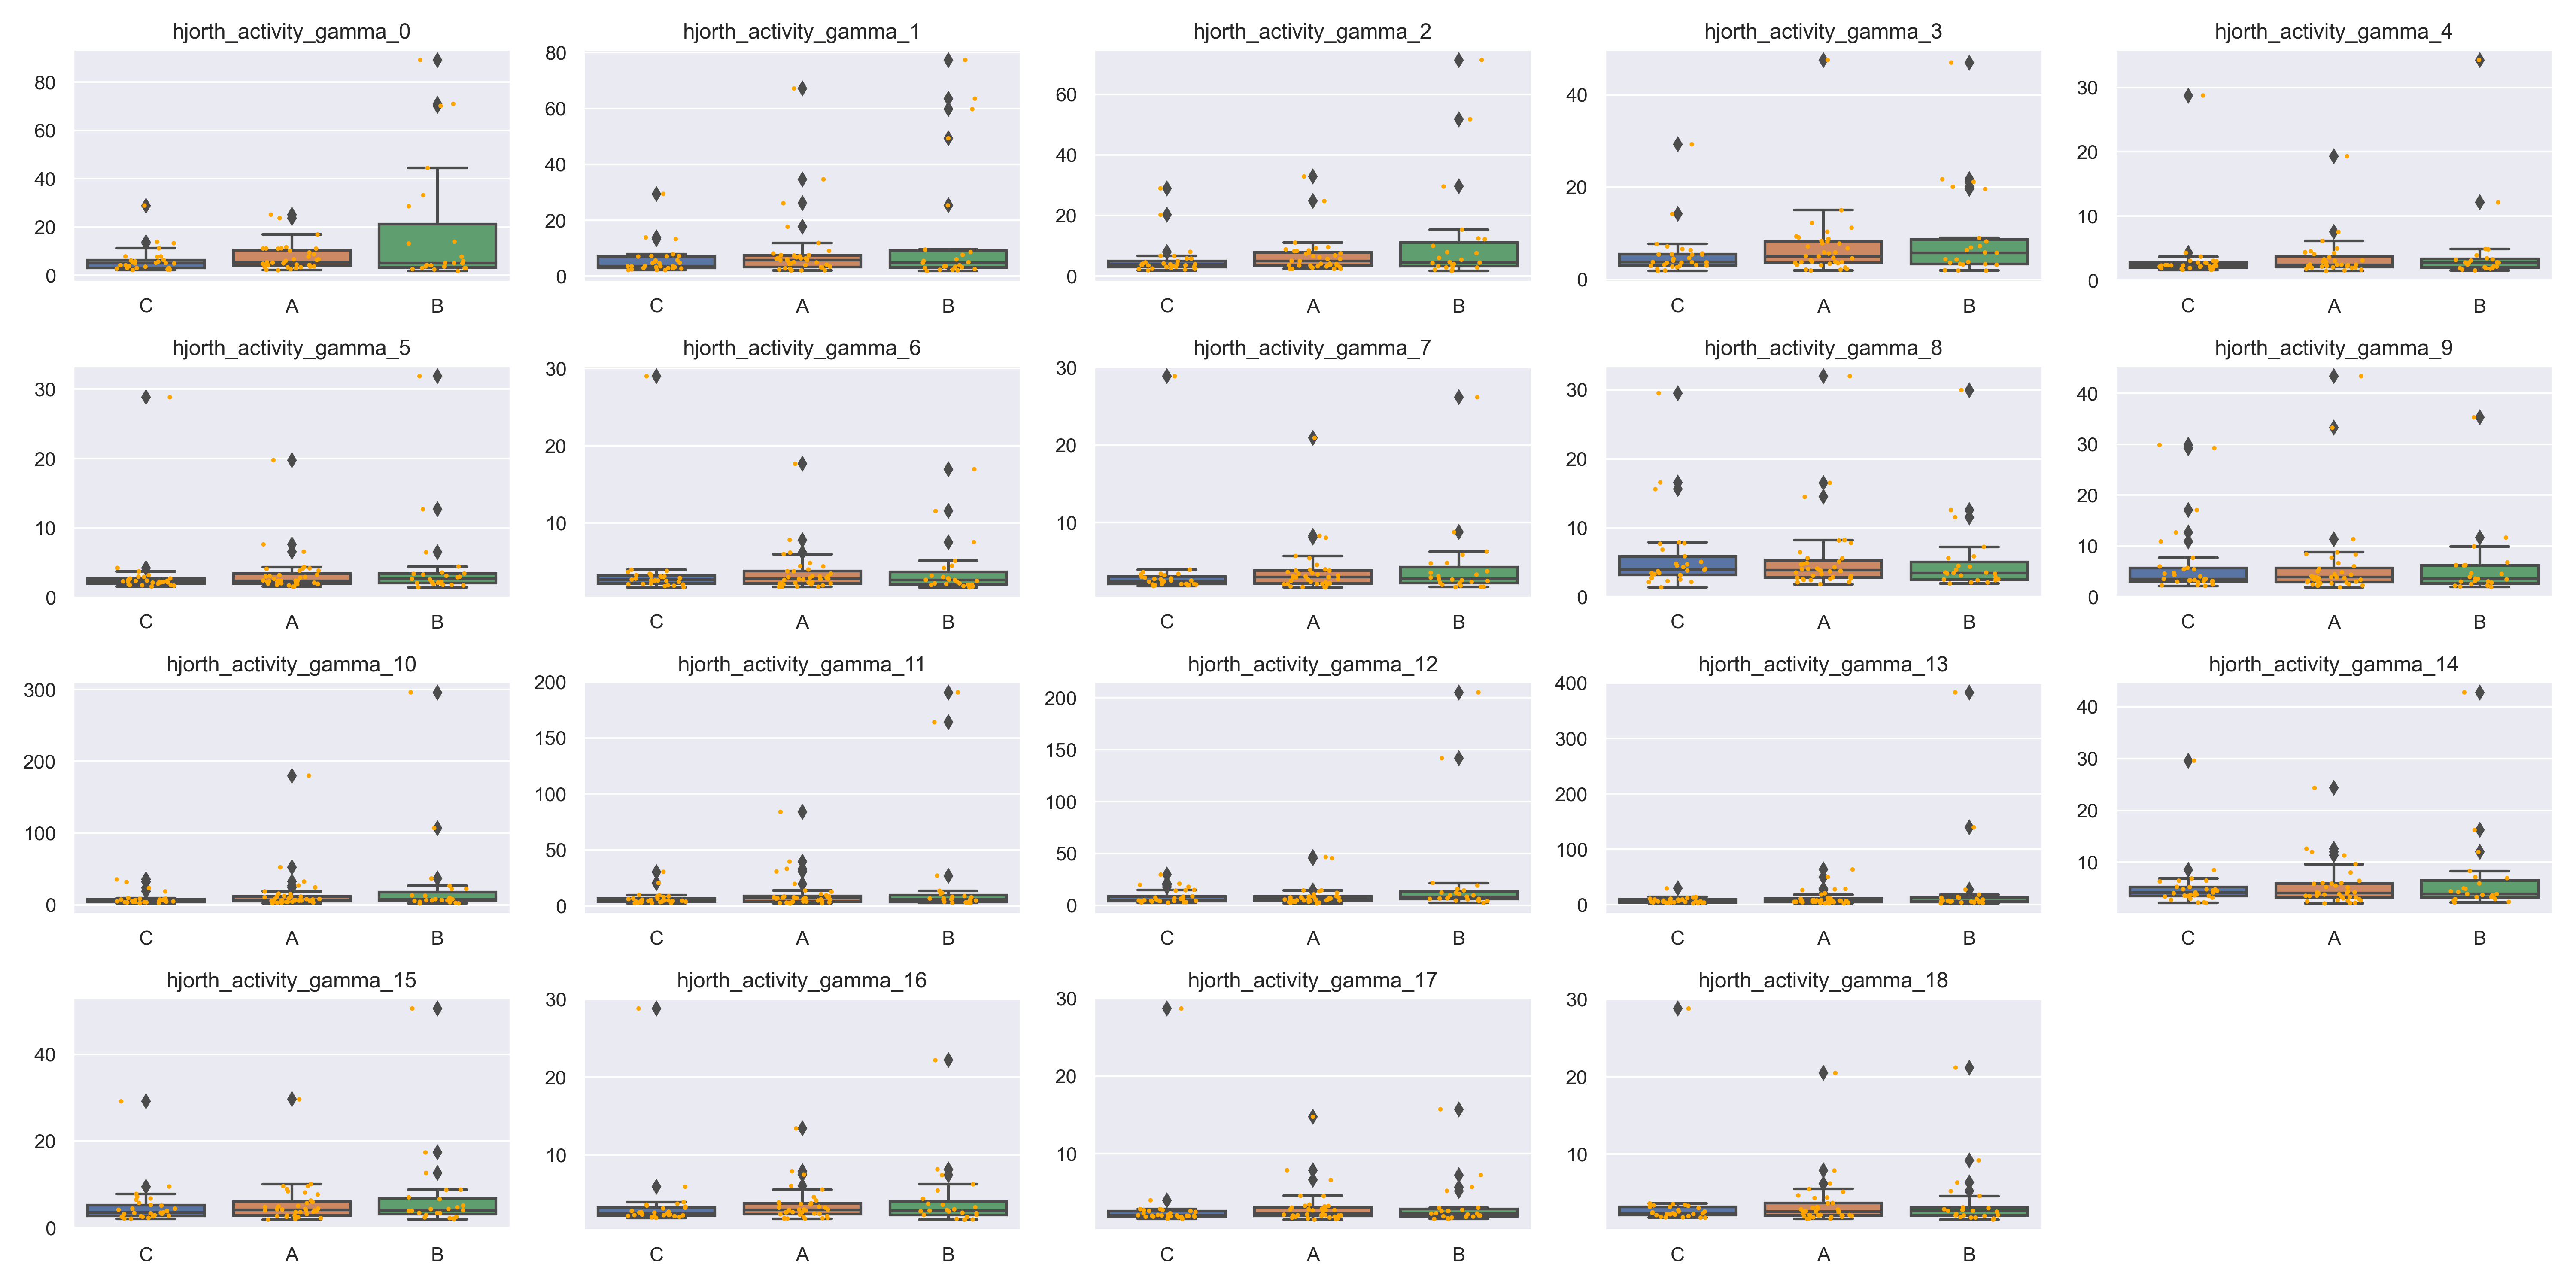 hjorth_activity_gamma_0
80
60
40
20
0
C A B
hjorth_activity_gamma_1
80
60
40
20
0
C A B
hjorth_activity_gamma_2
60
40
20
0
C A B
hjorth_activity_gamma_3
40
20
0
C A B
hjorth_activity_gamma_4
30
20
10
0
C A B
hjorth_activity_gamma_5
30
20
10
0
C A B
hjorth_activity_gamma_6
30
20
10
C A B
hjorth_activity_gamma_7
30
20
10
C A B
hjorth_activity_gamma_8
30
20
10
0
C A B
hjorth_activity_gamma_9
40
30
20
10
0
C A B
hjorth_activity_gamma_10
300
200
100
0
C A B
hjorth_activity_gamma_11
200
150
100
50
0
C A B
hjorth_activity_gamma_12
200
150
100
50
0
C A B
hjorth_activity_gamma_13
400
300
200
100
0
C A B
hjorth_activity_gamma_14
40
30
20
10
C A B
hjorth_activity_gamma_15
40
20
0
C A B
hjorth_activity_gamma_16
30
20
10
C A B
hjorth_activity_gamma_17
30
20
10
C A B
hjorth_activity_gamma_18
30
20
10
C A B